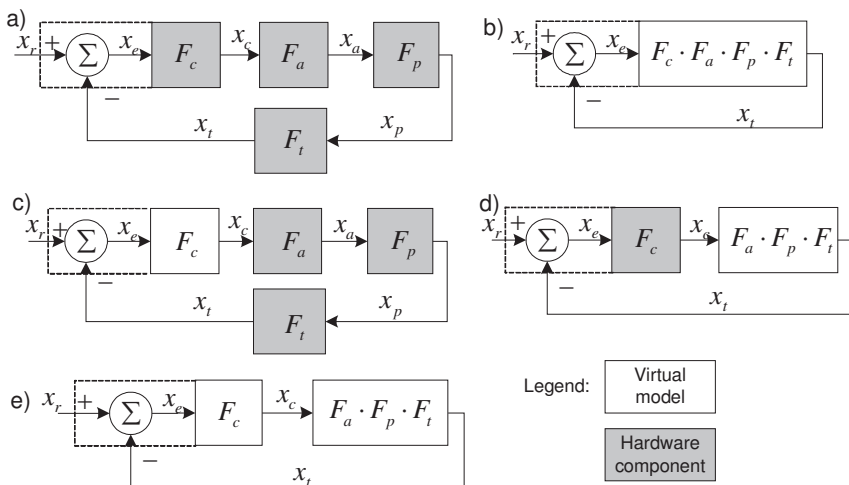 a)
x_r + Σ x_e F_c x_c F_a x_a F_p
−
x_t F_t x_p
b)
x_r + Σ x_e F_c · F_a · F_p · F_t
−
x_t
c)
x_r + Σ x_e F_c x_c F_a x_a F_p
−
x_t F_t x_p
d)
x_r + Σ x_e F_c x_c F_a · F_p · F_t
−
x_t
e)
x_r + Σ x_e F_c x_c F_a · F_p · F_t
−
x_t
Legend:
Virtual
model
Hardware
component